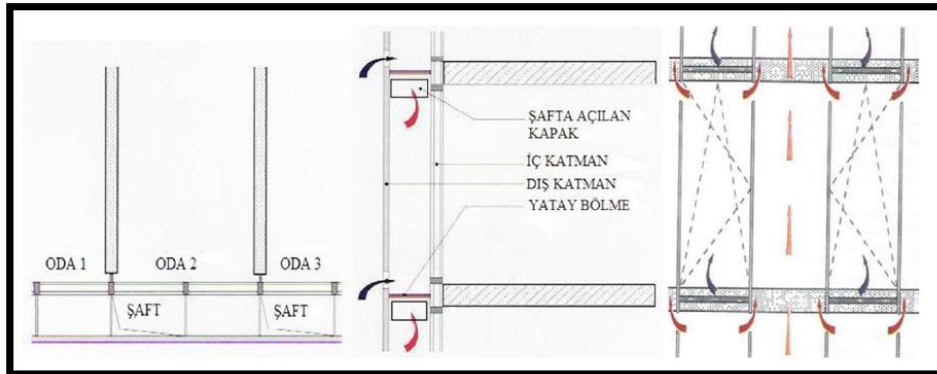 ODA 1
ODA 2
ODA 3
ŞAFT
ŞAFT
ŞAFTA AÇILAN
KAPAK
İÇ KATMAN
DIŞ KATMAN
YATAY BÖLME